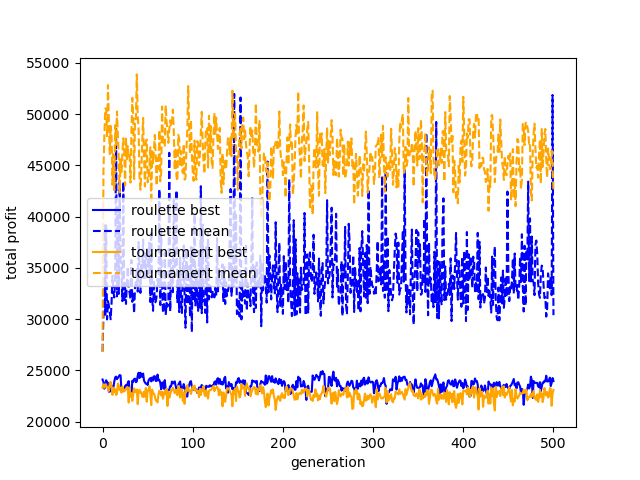 55000
50000
45000
40000
35000
30000
25000
20000
total profit
roulette best
roulette mean
tournament best
tournament mean
0 100 200 300 400 500
generation